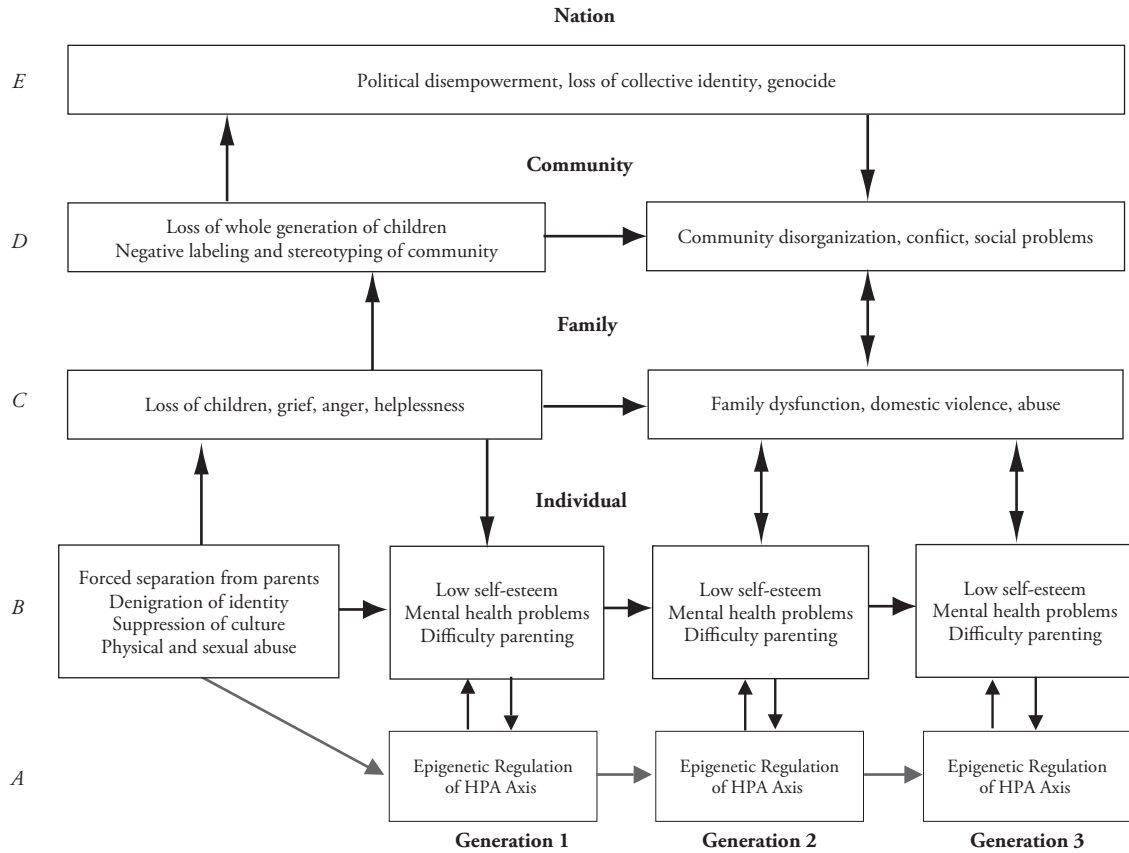 Nation
E
Political disempowerment, loss of collective identity, genocide
Community
D
Loss of whole generation of children
Negative labeling and stereotyping of community
Community disorganization, conflict, social problems
Family
C
Loss of children, grief, anger, helplessness
Family dysfunction, domestic violence, abuse
Individual
B
Forced separation from parents
Denigration of identity
Suppression of culture
Physical and sexual abuse
Low self-esteem
Mental health problems
Difficulty parenting
Low self-esteem
Mental health problems
Difficulty parenting
Low self-esteem
Mental health problems
Difficulty parenting
A
Epigenetic Regulation
of HPA Axis
Epigenetic Regulation
of HPA Axis
Epigenetic Regulation
of HPA Axis
Generation 1
Generation 2
Generation 3